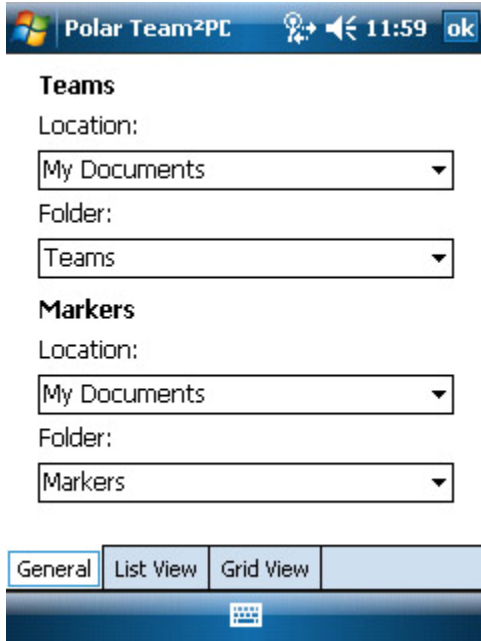 Polar Team²PC 11:59 ok
Teams
Location:
My Documents
Folder:
Teams
Markers
Location:
My Documents
Folder:
Markers
General List View Grid View